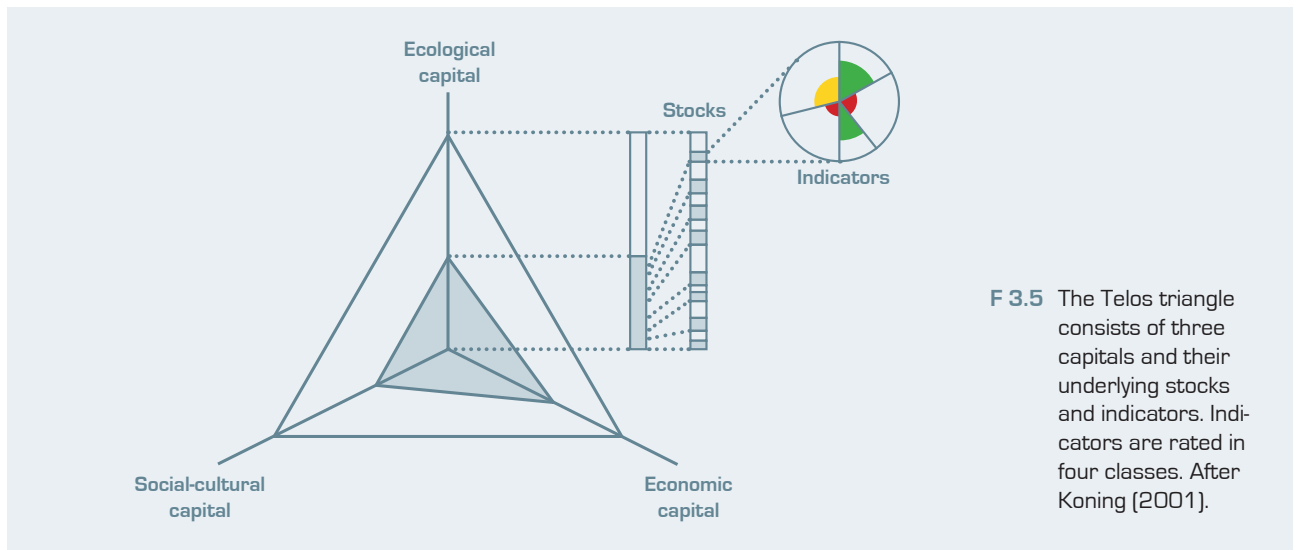 Ecological
capital
Stocks
Indicators
Social-cultural
capital
Economic
capital
F 3.5 The Telos triangle
consists of three
capitals and their
underlying stocks
and indicators. Indi-
cators are rated in
four classes. After
Koning (2001).